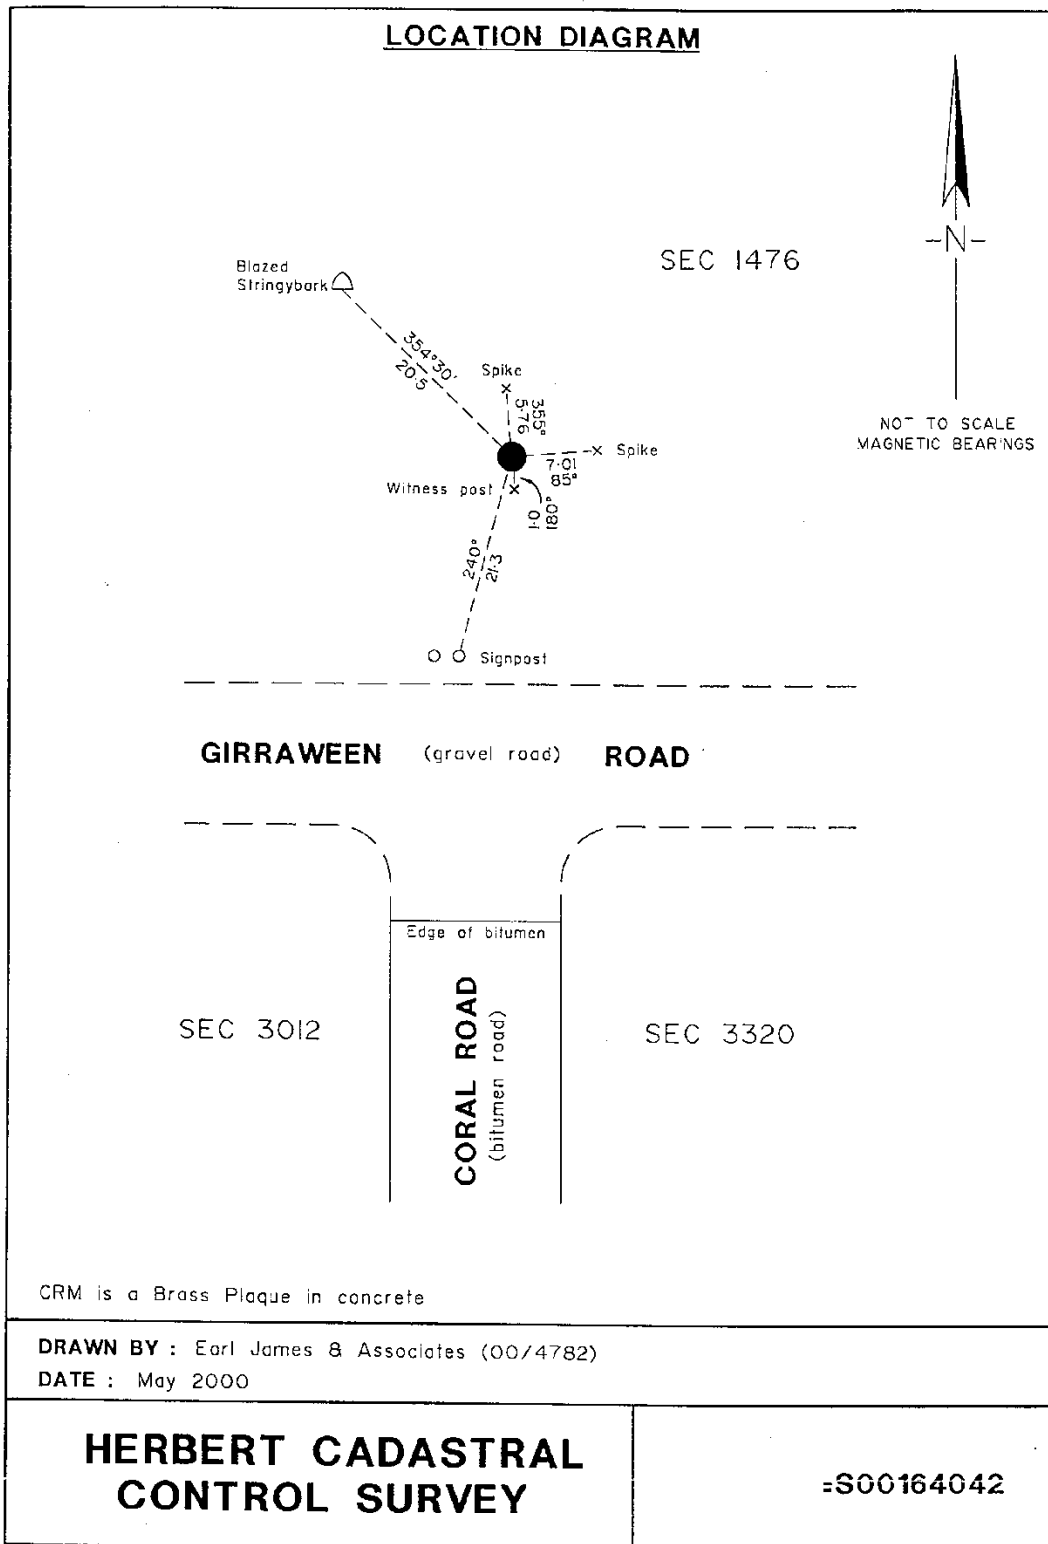 LOCATION DIAGRAM
-N-
SEC 1476
Blazed
Stringybark
354°30'
20·5
Spike
355°
5·76
NOT TO SCALE
MAGNETIC BEARINGS
Spike
7·01
85°
Witness post
180°
0·1
240°
21·3
Signpost
GIRRAWEEN (gravel road) ROAD
Edge of bitumen
CORAL ROAD
(bitumen road)
SEC 3012
SEC 3320
CRM is a Brass Plaque in concrete
DRAWN BY : Earl James & Associates (00/4782)
DATE : May 2000
HERBERT CADASTRAL
CONTROL SURVEY
=S00164042